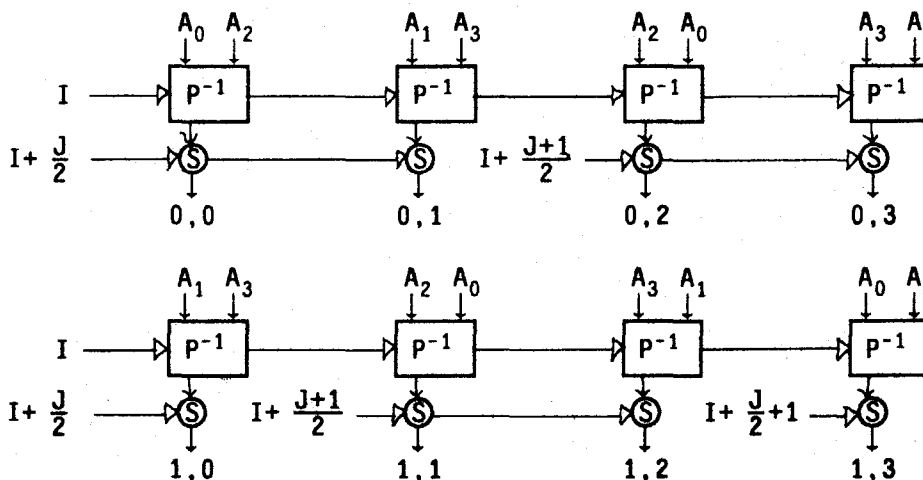 A₀ A₂ A₁ A₃ A₂ A₀ A₃ A
I P⁻¹ P⁻¹ P⁻¹ P⁻¹
I+ J/2 S S I+ (J+1)/2 S S
0,0 0,1 0,2 0,3
A₁ A₃ A₂ A₀ A₃ A₁ A₀ A
I P⁻¹ P⁻¹ P⁻¹ P⁻¹
I+ J/2 S I+ (J+1)/2 S S I+ J/2 +1 S
1,0 1,1 1,2 1,3